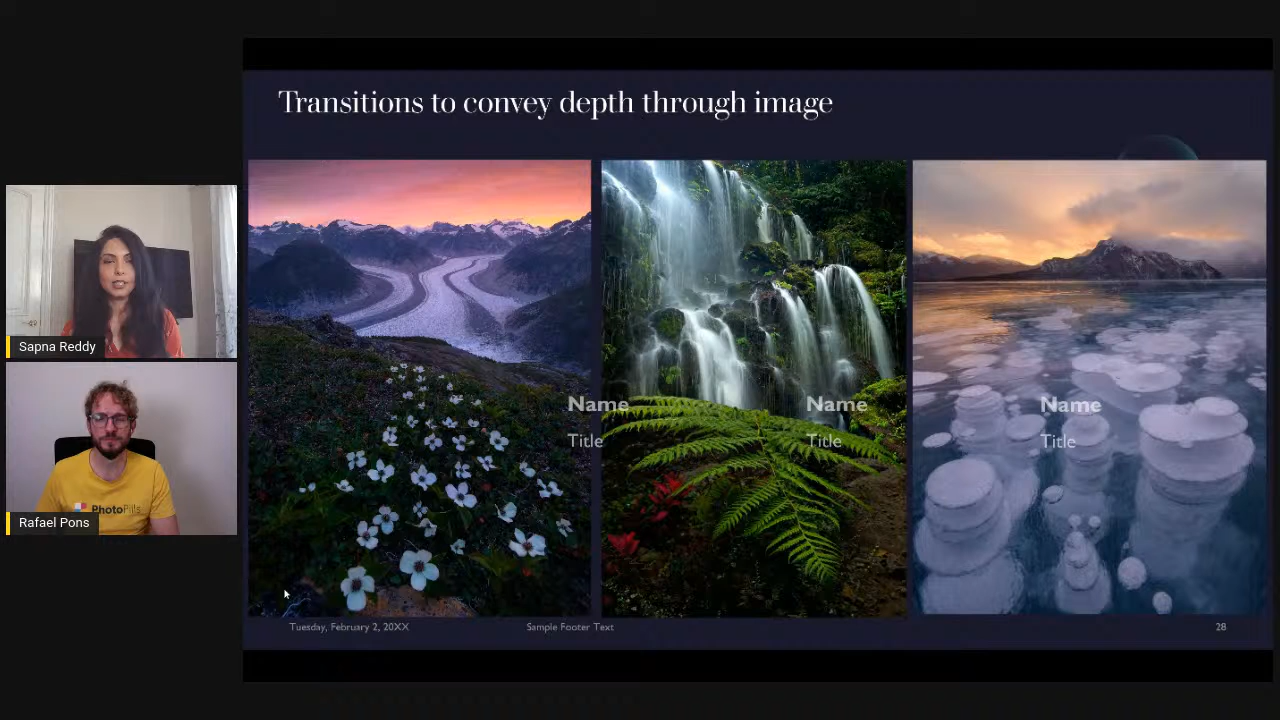 Transitions to convey depth through image
Sapna Reddy
PhotoPills
Rafael Pons
Name
Title
Name
Title
Name
Title
Tuesday, February 2, 20XX
Sample Footer Text
28